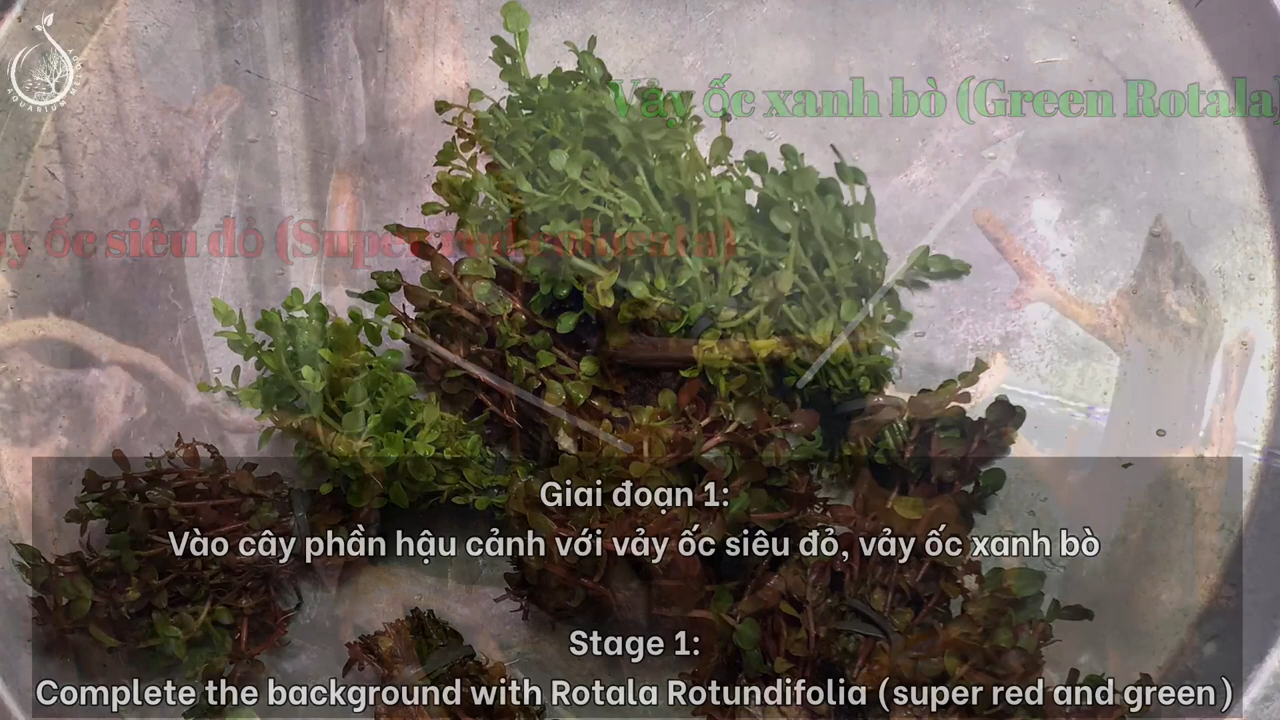 Vảy ốc xanh bò (Green Rotala)
ốc siêu đỏ (Super red colorata)
Giai đoạn 1:
Vào cây phần hậu cảnh với vảy ốc siêu đỏ, vảy ốc xanh bò
Stage 1:
Complete the background with Rotala Rotundifolia (super red and green)